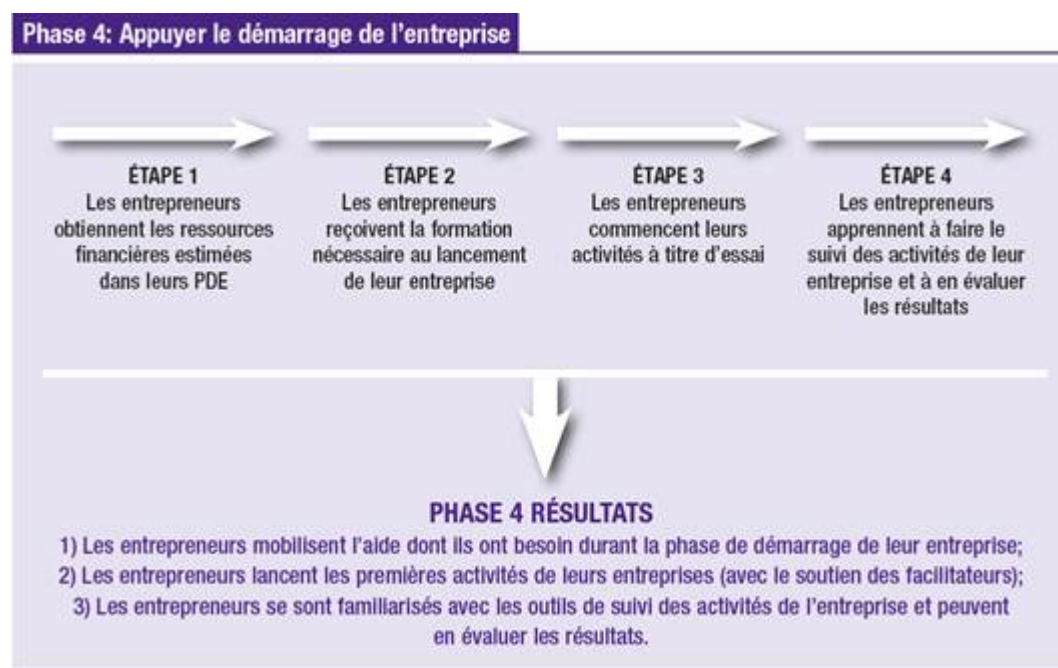 Phase 4: Appuyer le démarrage de l'entreprise
ÉTAPE 1
Les entrepreneurs
obtiennent les ressources
financières estimées
dans leurs PDE
ÉTAPE 2
Les entrepreneurs
reçoivent la formation
nécessaire au lancement
de leur entreprise
ÉTAPE 3
Les entrepreneurs
commencent leurs
activités à titre d'essai
ÉTAPE 4
Les entrepreneurs
apprennent à faire le
suivi des activités de leur
entreprise et à en évaluer
les résultats
PHASE 4 RÉSULTATS
1) Les entrepreneurs mobilisent l'aide dont ils ont besoin durant la phase de démarrage de leur entreprise;
2) Les entrepreneurs lancent les premières activités de leurs entreprises (avec le soutien des facilitateurs);
3) Les entrepreneurs se sont familiarisés avec les outils de suivi des activités de l'entreprise et peuvent
en évaluer les résultats.